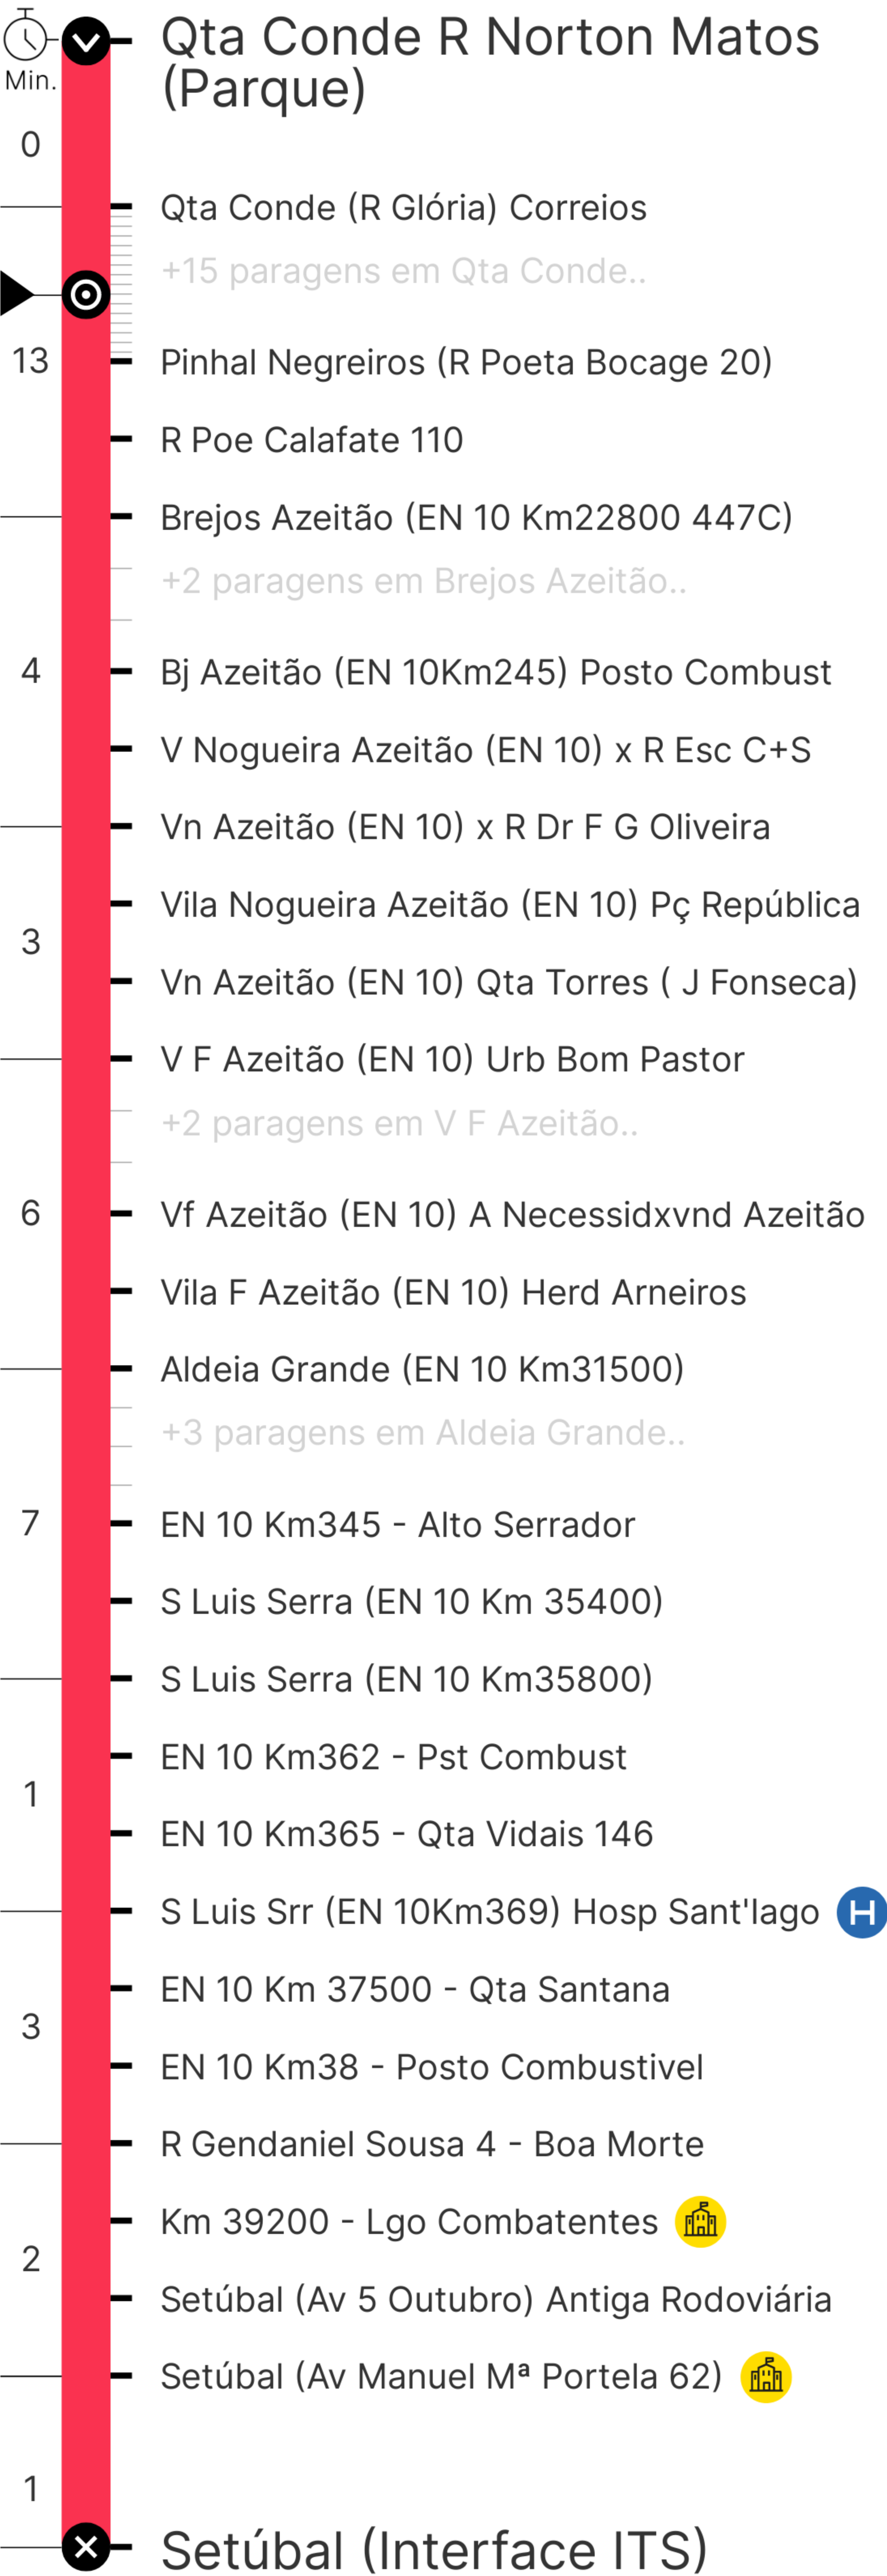 Qta Conde R Norton Matos
(Parque)
Min.
0
Qta Conde (R Glória) Correios
+15 paragens em Qta Conde..
13
Pinhal Negreiros (R Poeta Bocage 20)
R Poe Calafate 110
Brejos Azeitão (EN 10 Km22800 447C)
+2 paragens em Brejos Azeitão..
4
Bj Azeitão (EN 10Km245) Posto Combust
V Nogueira Azeitão (EN 10) x R Esc C+S
Vn Azeitão (EN 10) x R Dr F G Oliveira
Vila Nogueira Azeitão (EN 10) Pç República
3
Vn Azeitão (EN 10) Qta Torres ( J Fonseca)
V F Azeitão (EN 10) Urb Bom Pastor
+2 paragens em V F Azeitão..
6
Vf Azeitão (EN 10) A Necessidxvnd Azeitão
Vila F Azeitão (EN 10) Herd Arneiros
Aldeia Grande (EN 10 Km31500)
+3 paragens em Aldeia Grande..
7
EN 10 Km345 - Alto Serrador
S Luis Serra (EN 10 Km 35400)
S Luis Serra (EN 10 Km35800)
EN 10 Km362 - Pst Combust
1
EN 10 Km365 - Qta Vidais 146
S Luis Srr (EN 10Km369) Hosp Sant'Iago H
EN 10 Km 37500 - Qta Santana
3
EN 10 Km38 - Posto Combustivel
R Gendaniel Sousa 4 - Boa Morte
Km 39200 - Lgo Combatentes
2
Setúbal (Av 5 Outubro) Antiga Rodoviária
Setúbal (Av Manuel Mª Portela 62)
1
Setúbal (Interface ITS)